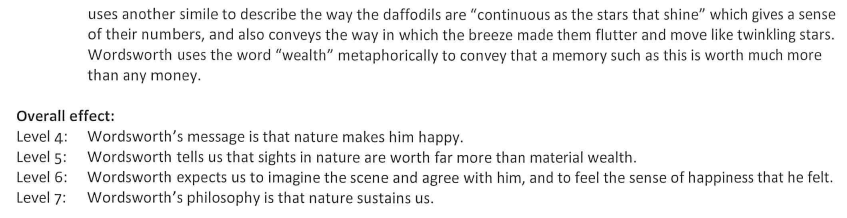 uses another simile to describe the way the daffodils are “continuous as the stars that shine” which gives a sense
of their numbers, and also conveys the way in which the breeze made them flutter and move like twinkling stars.
Wordsworth uses the word “wealth” metaphorically to convey that a memory such as this is worth much more
than any money.
Overall effect:
Level 4: Wordsworth’s message is that nature makes him happy.
Level 5: Wordsworth tells us that sights in nature are worth far more than material wealth.
Level 6: Wordsworth expects us to imagine the scene and agree with him, and to feel the sense of happiness that he felt.
Level 7: Wordsworth’s philosophy is that nature sustains us.